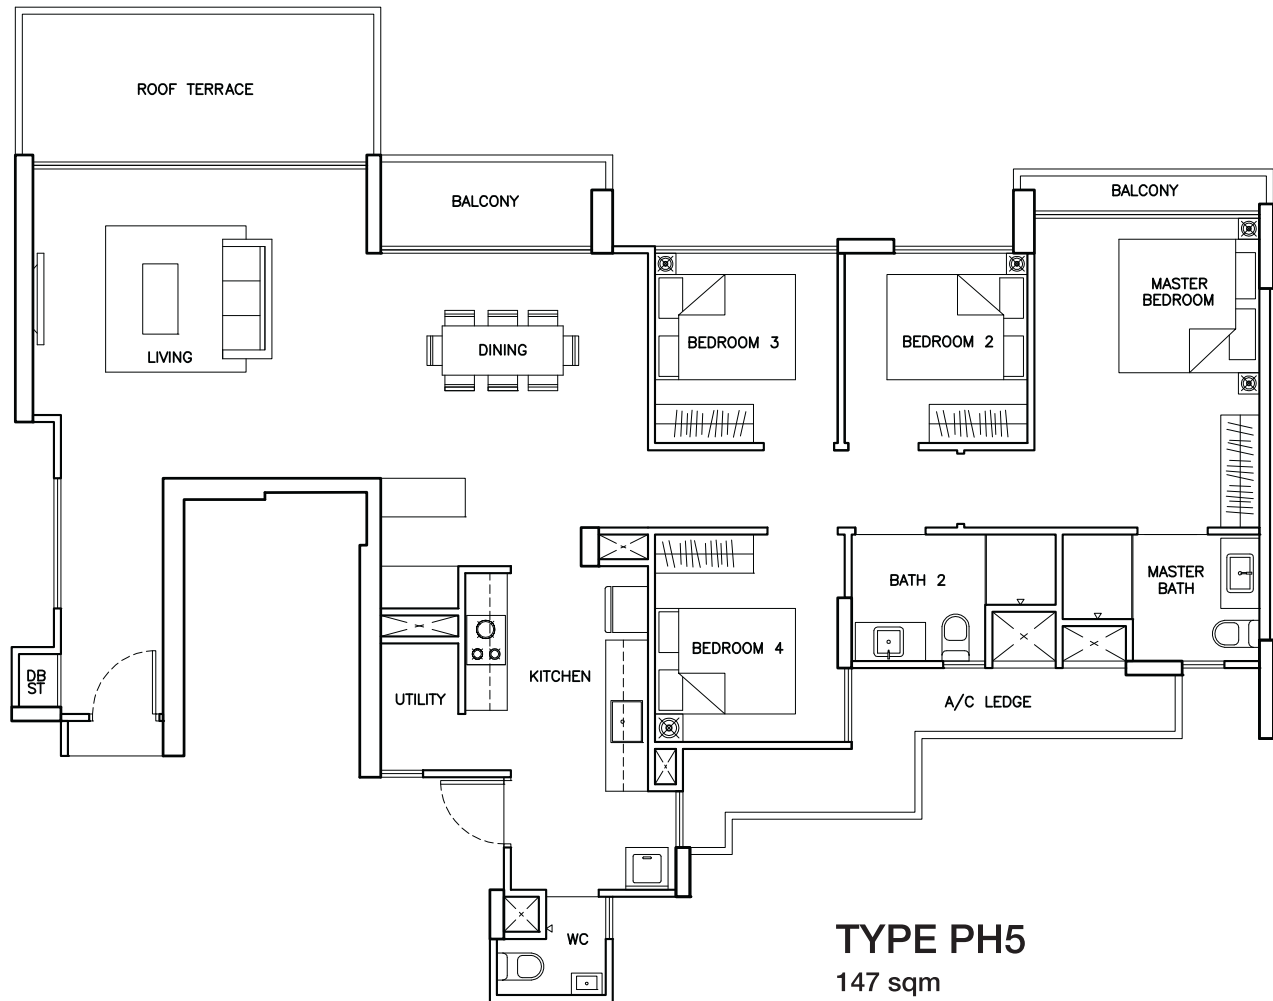 ROOF TERRACE
BALCONY
BALCONY
MASTER
BEDROOM
LIVING
DINING
BEDROOM 3
BEDROOM 2
MASTER
BATH
BATH 2
DB
ST
UTILITY
KITCHEN
BEDROOM 4
A/C LEDGE
WC
TYPE PH5
147 sqm